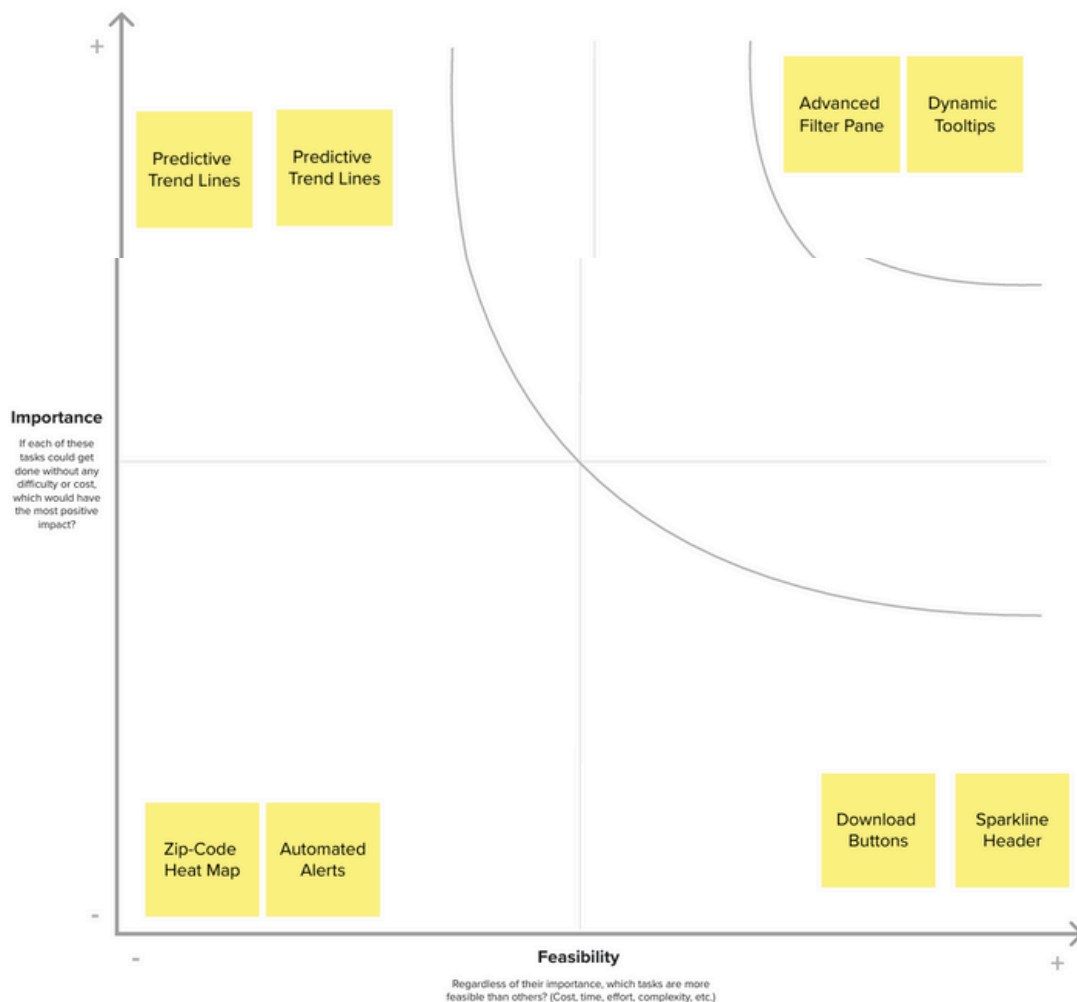 +
Advanced
Filter Pane
Dynamic
Tooltips
Predictive
Trend Lines
Predictive
Trend Lines
Importance
If each of these
tasks could get
done without any
difficulty or cost,
which would have
the most positive
impact?
Download
Buttons
Sparkline
Header
Zip-Code
Heat Map
Automated
Alerts
-
-
Feasibility
+
Regardless of their importance, which tasks are more
feasible than others? (Cost, time, effort, complexity, etc.)